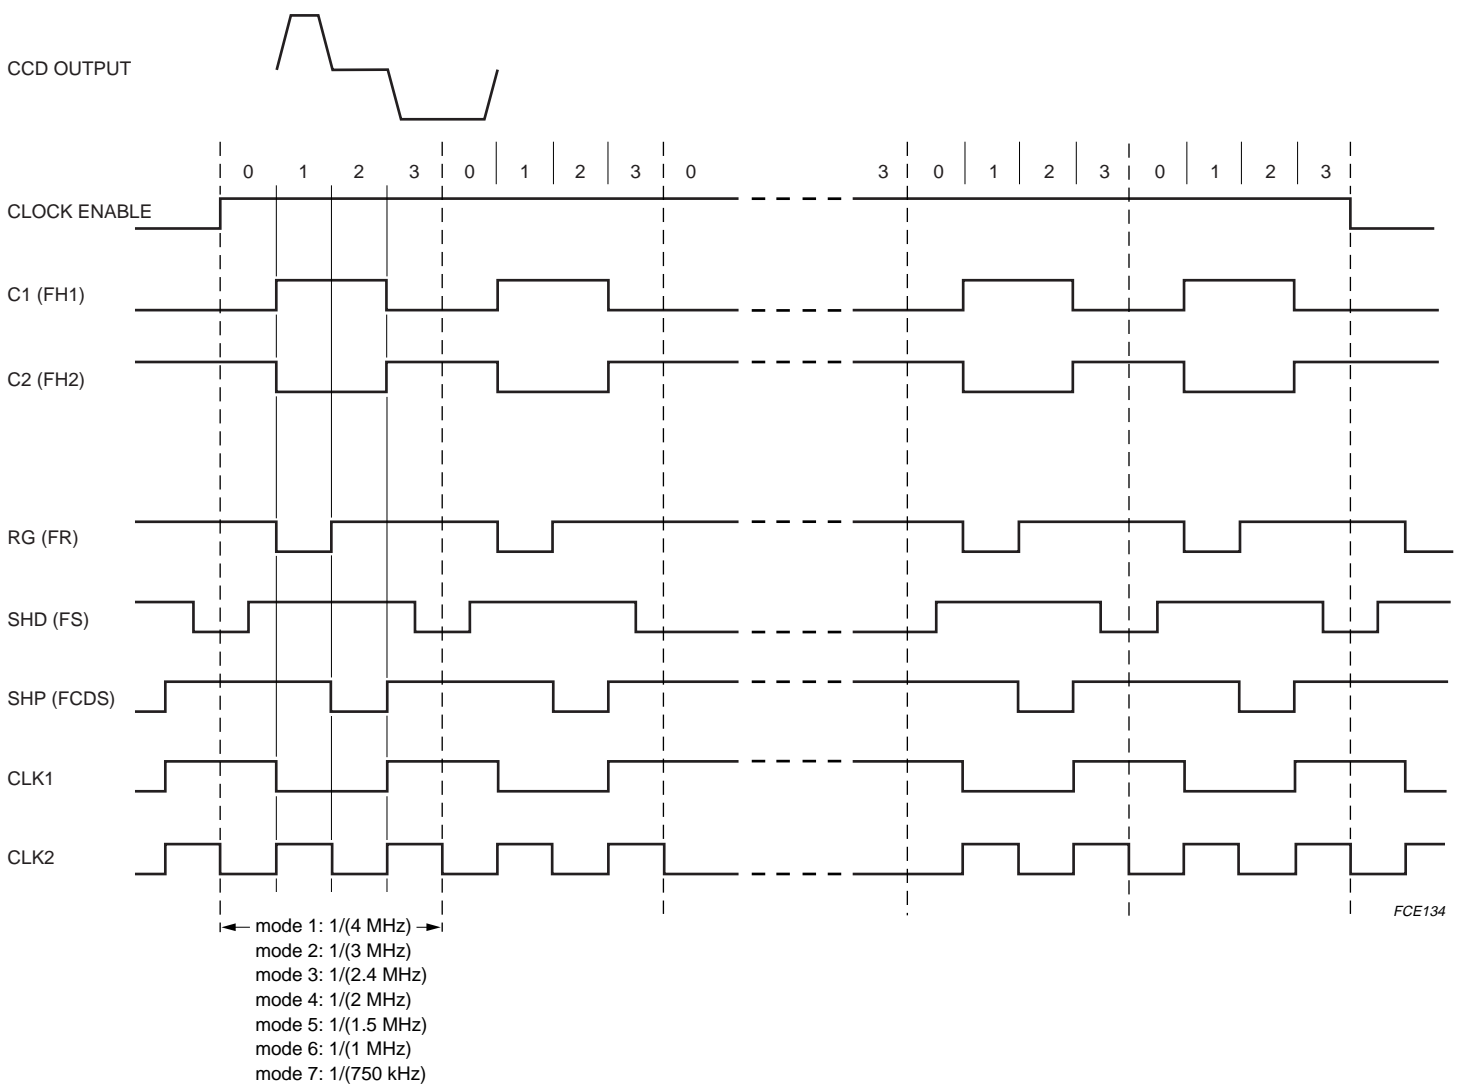 CCD OUTPUT
0 1 2 3 0 1 2 3 0 3 0 1 2 3 0 1 2 3
CLOCK ENABLE
C1 (FH1)
C2 (FH2)
RG (FR)
SHD (FS)
SHP (FCDS)
CLK1
CLK2
FCE134
mode 1: 1/(4 MHz)
mode 2: 1/(3 MHz)
mode 3: 1/(2.4 MHz)
mode 4: 1/(2 MHz)
mode 5: 1/(1.5 MHz)
mode 6: 1/(1 MHz)
mode 7: 1/(750 kHz)